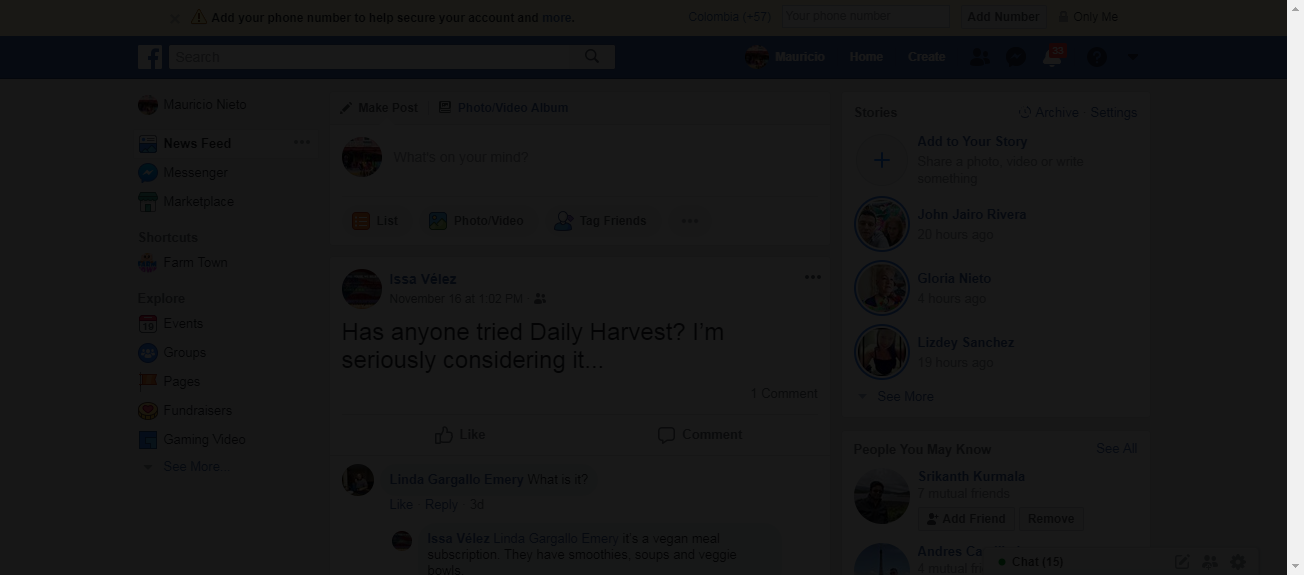 Add your phone number to help secure your account and more.
Colombia (+57)
Your phone number
Add Number
Only Me
Search
Mauricio
Home
Create
33
Mauricio Nieto
News Feed
Messenger
Marketplace
Shortcuts
Farm Town
Explore
19
Events
Groups
Pages
Fundraisers
Gaming Video
See More...
Make Post
Photo/Video Album
What's on your mind?
List
Photo/Video
Tag Friends
Issa Vélez
November 16 at 1:02 PM ·
Has anyone tried Daily Harvest? I'm
seriously considering it...
1 Comment
Like
Comment
Linda Gargallo Emery What is it?
Like · Reply · 3d
Issa Vélez Linda Gargallo Emery it's a vegan meal
subscription. They have smoothies, soups and veggie
bowls.
Stories
Archive · Settings
Add to Your Story
Share a photo, video or write
something
John Jairo Rivera
20 hours ago
Gloria Nieto
4 hours ago
Lizdey Sanchez
19 hours ago
See More
People You May Know
See All
Srikanth Kurmala
7 mutual friends
Add Friend
Remove
Andres Ca
4 mutual fri
Chat (15)